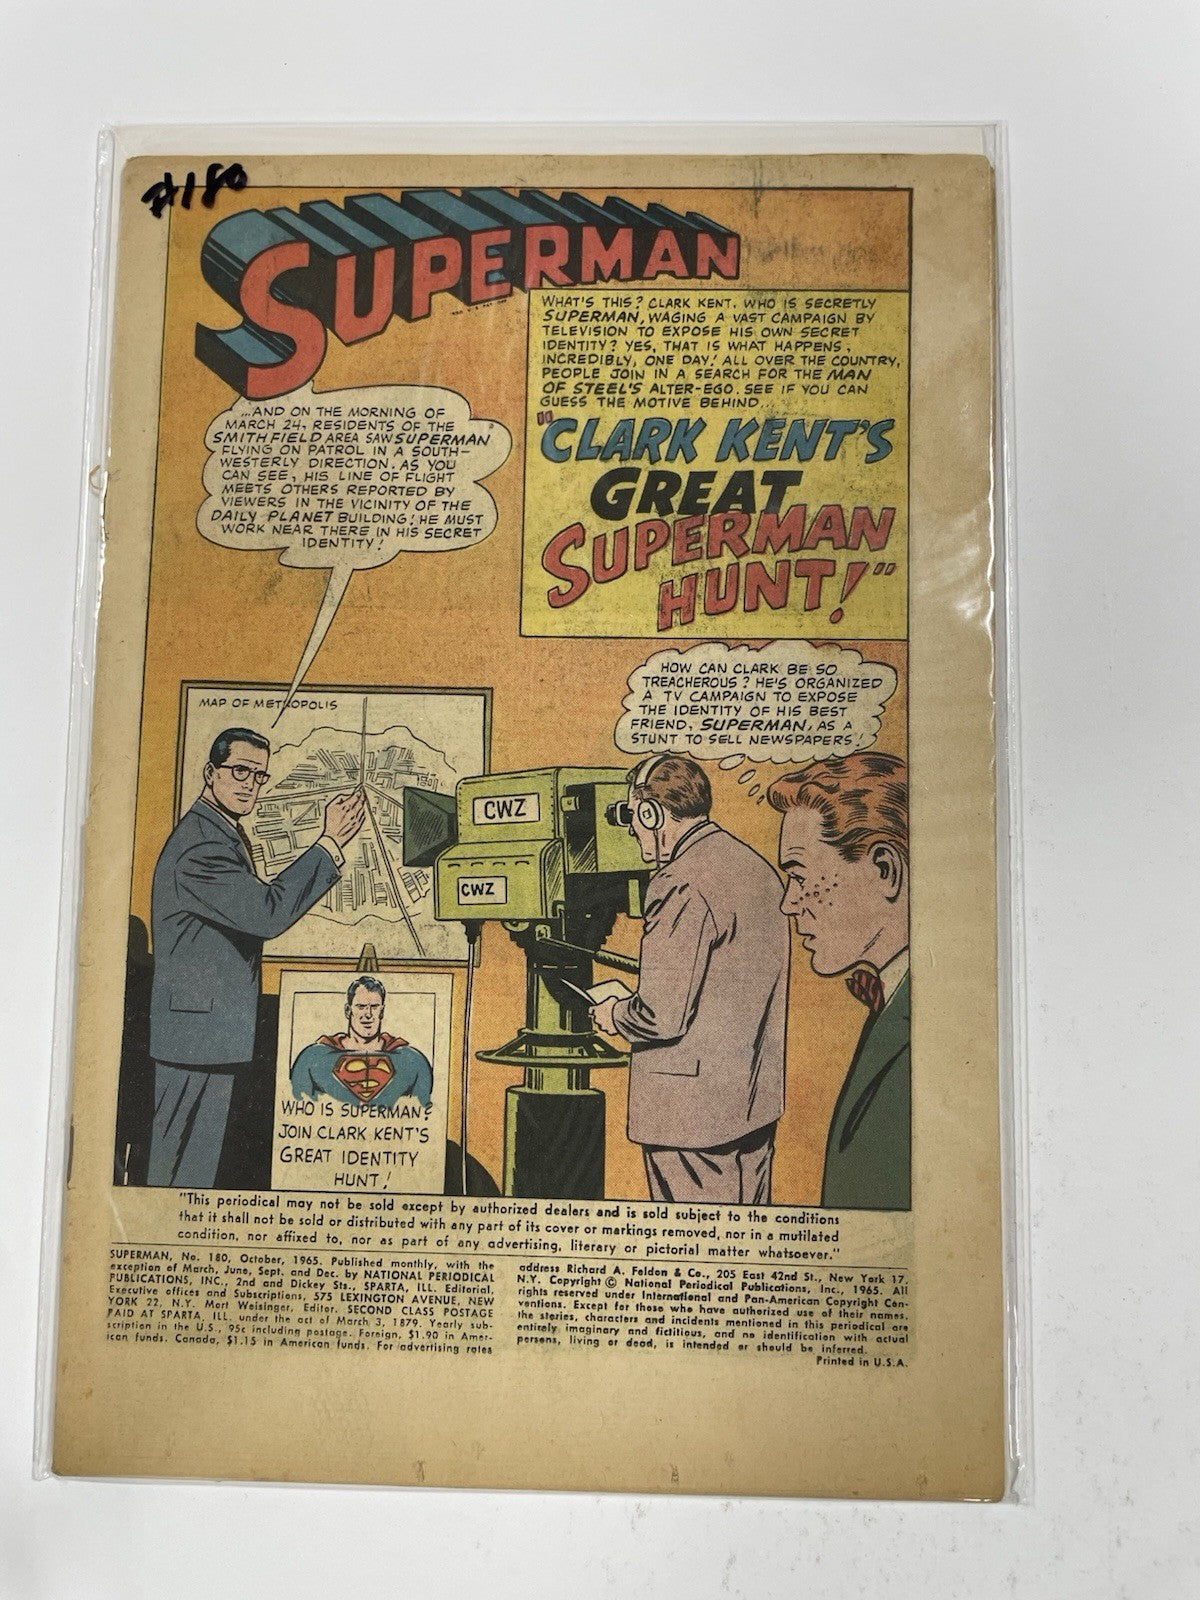 #180
SUPERMAN
REG. U.S. PAT. OFF.
WHAT'S THIS? CLARK KENT, WHO IS SECRETLY
SUPERMAN, WAGING A VAST CAMPAIGN BY
TELEVISION TO EXPOSE HIS OWN SECRET
IDENTITY? YES, THAT IS WHAT HAPPENS,
INCREDIBLY, ONE DAY! ALL OVER THE COUNTRY,
PEOPLE JOIN IN A SEARCH FOR THE MAN
OF STEEL'S ALTER-EGO. SEE IF YOU CAN
GUESS THE MOTIVE BEHIND...
"CLARK KENT'S
GREAT
SUPERMAN
HUNT!"
...AND ON THE MORNING OF
MARCH 24, RESIDENTS OF THE
SMITHFIELD AREA SAW SUPERMAN
FLYING ON PATROL IN A SOUTH-
WESTERLY DIRECTION. AS YOU
CAN SEE, HIS LINE OF FLIGHT
MEETS OTHERS REPORTED BY
VIEWERS IN THE VICINITY OF THE
DAILY PLANET BUILDING! HE MUST
WORK NEAR THERE IN HIS SECRET
IDENTITY!
HOW CAN CLARK BE SO
TREACHEROUS? HE'S ORGANIZED
A TV CAMPAIGN TO EXPOSE
THE IDENTITY OF HIS BEST
FRIEND, SUPERMAN, AS A
STUNT TO SELL NEWSPAPERS!
MAP OF METROPOLIS
CWZ
CWZ
WHO IS SUPERMAN?
JOIN CLARK KENT'S
GREAT IDENTITY
HUNT!
"This periodical may not be sold except by authorized dealers and is sold subject to the conditions
that it shall not be sold or distributed with any part of its cover or markings removed, nor in a mutilated
condition, nor affixed to, nor as part of any advertising, literary or pictorial matter whatsoever."
SUPERMAN, No. 180, October, 1965. Published monthly, with the
exception of March, June, Sept. and Dec. by NATIONAL PERIODICAL
PUBLICATIONS, INC., 2nd and Dickey Sts., SPARTA, ILL. Editorial,
Executive offices and Subscriptions, 575 LEXINGTON AVENUE, NEW
YORK 22, N.Y. Mort Weisinger, Editor. SECOND CLASS POSTAGE
PAID AT SPARTA, ILL. under the act of March 3, 1879. Yearly sub-
scription in the U.S., 95c including postage. Foreign, $1.90 in Amer-
ican funds. Canada, $1.15 in American funds. For advertising rates
address Richard A. Feldon & Co., 205 East 42nd St., New York 17,
N.Y. Copyright © National Periodical Publications, Inc., 1965. All
rights reserved under International and Pan-American Copyright Con-
ventions. Except for those who have authorized use of their names,
the stories, characters and incidents mentioned in this periodical are
entirely imaginary and fictitious, and no identification with actual
persons, living or dead, is intended or should be inferred.
Printed in U.S.A.